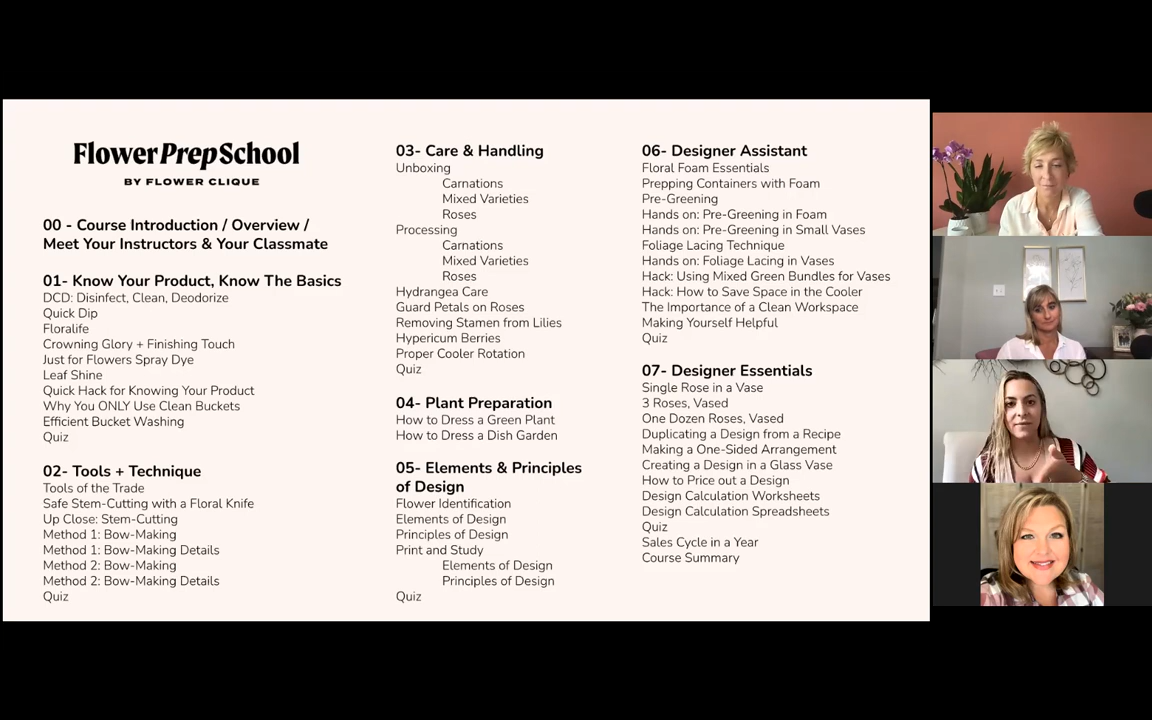 FlowerPrepSchool
BY FLOWER CLIQUE
00 - Course Introduction / Overview /
Meet Your Instructors & Your Classmate
01- Know Your Product, Know The Basics
DCD: Disinfect, Clean, Deodorize
Quick Dip
Floralife
Crowning Glory + Finishing Touch
Just for Flowers Spray Dye
Leaf Shine
Quick Hack for Knowing Your Product
Why You ONLY Use Clean Buckets
Efficient Bucket Washing
Quiz
02- Tools + Technique
Tools of the Trade
Safe Stem-Cutting with a Floral Knife
Up Close: Stem-Cutting
Method 1: Bow-Making
Method 1: Bow-Making Details
Method 2: Bow-Making
Method 2: Bow-Making Details
Quiz
03- Care & Handling
Unboxing
Carnations
Mixed Varieties
Roses
Processing
Carnations
Mixed Varieties
Roses
Hydrangea Care
Guard Petals on Roses
Removing Stamen from Lilies
Hypericum Berries
Proper Cooler Rotation
Quiz
04- Plant Preparation
How to Dress a Green Plant
How to Dress a Dish Garden
05- Elements & Principles
of Design
Flower Identification
Elements of Design
Principles of Design
Print and Study
Elements of Design
Principles of Design
Quiz
06- Designer Assistant
Floral Foam Essentials
Prepping Containers with Foam
Pre-Greening
Hands on: Pre-Greening in Foam
Hands on: Pre-Greening in Small Vases
Foliage Lacing Technique
Hands on: Foliage Lacing in Vases
Hack: Using Mixed Green Bundles for Vases
Hack: How to Save Space in the Cooler
The Importance of a Clean Workspace
Making Yourself Helpful
Quiz
07- Designer Essentials
Single Rose in a Vase
3 Roses, Vased
One Dozen Roses, Vased
Duplicating a Design from a Recipe
Making a One-Sided Arrangement
Creating a Design in a Glass Vase
How to Price out a Design
Design Calculation Worksheets
Design Calculation Spreadsheets
Quiz
Sales Cycle in a Year
Course Summary